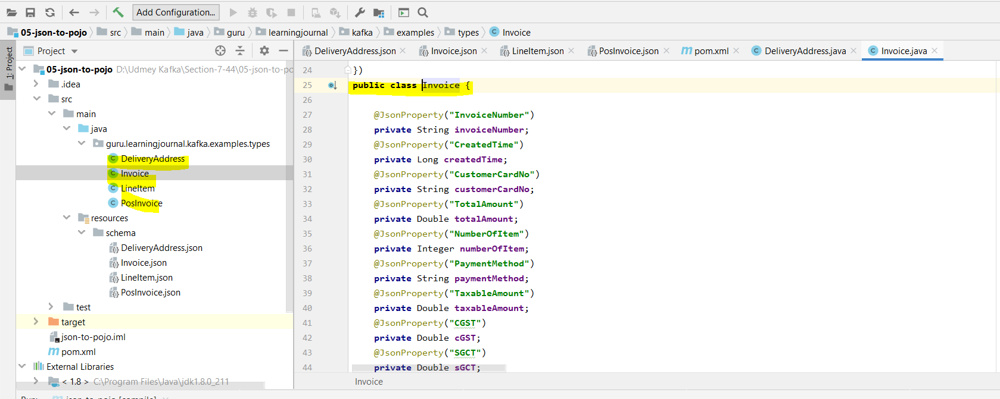 Add Configuration...
05-json-to-pojo src main java guru learningjournal kafka examples types Invoice
1: Project
Project
DeliveryAddress.json Invoice.json LineItem.json PosInvoice.json pom.xml DeliveryAddress.java Invoice.java
05-json-to-pojo D:\Udmey Kafka\Section-7-44\05-json-to-po
.idea
src
main
java
guru.learningjournal.kafka.examples.types
DeliveryAddress
Invoice
LineItem
PosInvoice
resources
schema
DeliveryAddress.json
Invoice.json
LineItem.json
PosInvoice.json
test
target
json-to-pojo.iml
pom.xml
External Libraries
< 1.8 > C:\Program Files\Java\jdk1.8.0_211
24 })
25 public class Invoice {
26
27 @JsonProperty("InvoiceNumber")
28 private String invoiceNumber;
29 @JsonProperty("CreatedTime")
30 private Long createdTime;
31 @JsonProperty("CustomerCardNo")
32 private String customerCardNo;
33 @JsonProperty("TotalAmount")
34 private Double totalAmount;
35 @JsonProperty("NumberOfItem")
36 private Integer numberOfItem;
37 @JsonProperty("PaymentMethod")
38 private String paymentMethod;
39 @JsonProperty("TaxableAmount")
40 private Double taxableAmount;
41 @JsonProperty("CGST")
42 private Double cGST;
43 @JsonProperty("SGCT")
44 private Double sGCT;
Invoice
Run: json-to-pojo [compile]